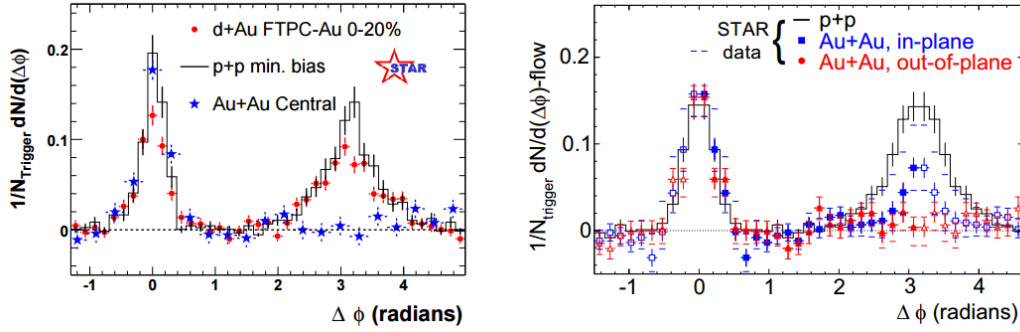 1/N_Trigger dN/d(Δφ)
0.2
0.1
0
d+Au FTPC-Au 0-20%
p+p min. bias
Au+Au Central
STAR
-1 0 1 2 3 4
Δ φ (radians)
1/N_trigger dN/d(Δφ)-flow
0.2
0.1
0
STAR
data
{
p+p
Au+Au, in-plane
Au+Au, out-of-plane
-1 0 1 2 3 4
Δ φ (radians)